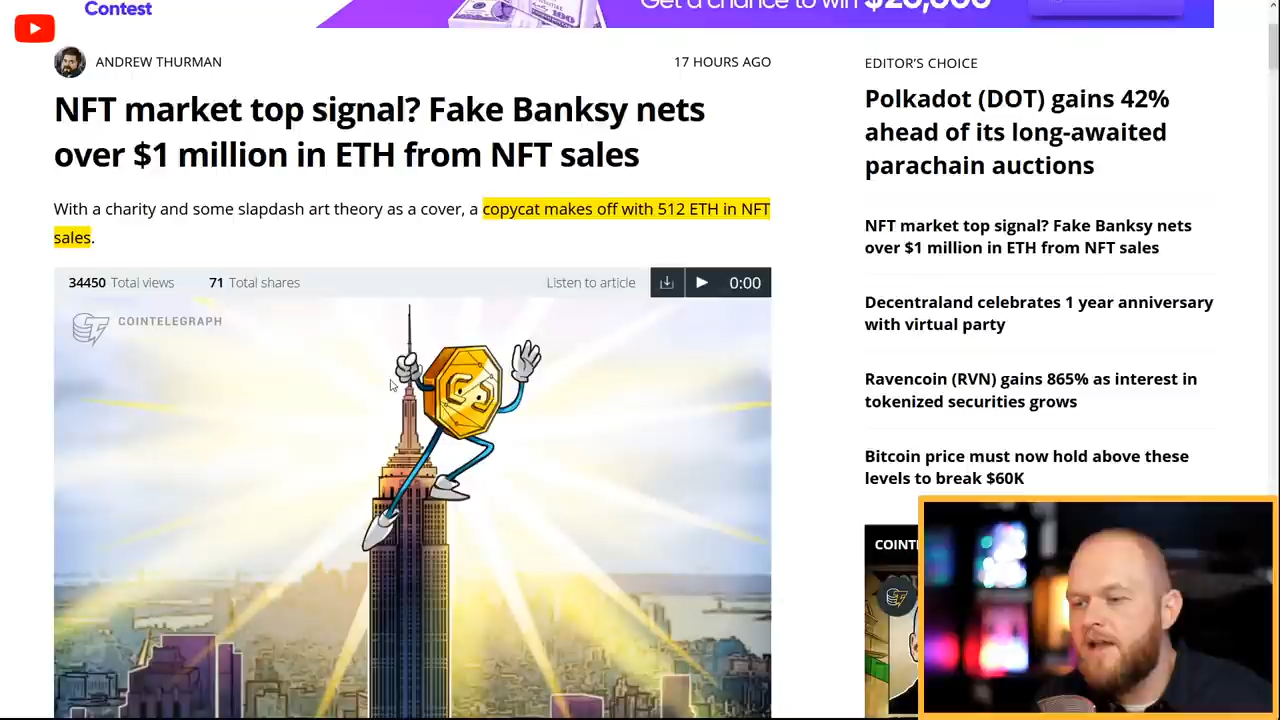 Contest
Get a chance to win $20,000
ANDREW THURMAN
17 HOURS AGO
NFT market top signal? Fake Banksy nets
over $1 million in ETH from NFT sales
With a charity and some slapdash art theory as a cover, a copycat makes off with 512 ETH in NFT
sales.
34450 Total views 71 Total shares
Listen to article
0:00
COINTELEGRAPH
EDITOR'S CHOICE
Polkadot (DOT) gains 42%
ahead of its long-awaited
parachain auctions
NFT market top signal? Fake Banksy nets
over $1 million in ETH from NFT sales
Decentraland celebrates 1 year anniversary
with virtual party
Ravencoin (RVN) gains 865% as interest in
tokenized securities grows
Bitcoin price must now hold above these
levels to break $60K